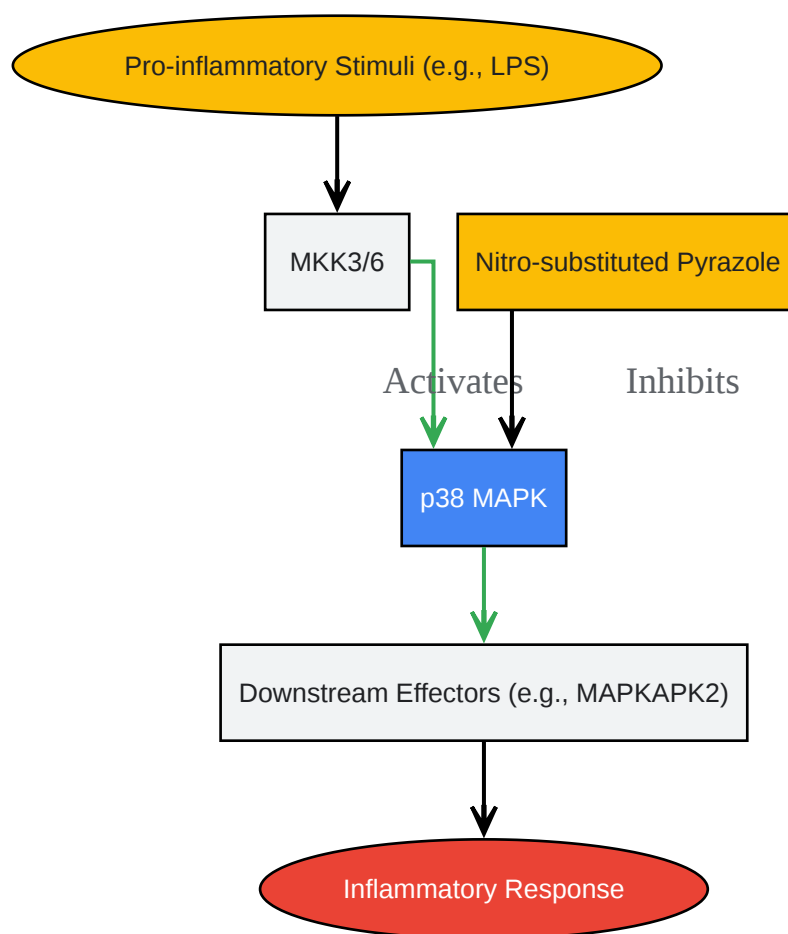 Pro-inflammatory Stimuli (e.g., LPS)
MKK3/6
Nitro-substituted Pyrazole
Activates
Inhibits
p38 MAPK
Downstream Effectors (e.g., MAPKAPK2)
Inflammatory Response